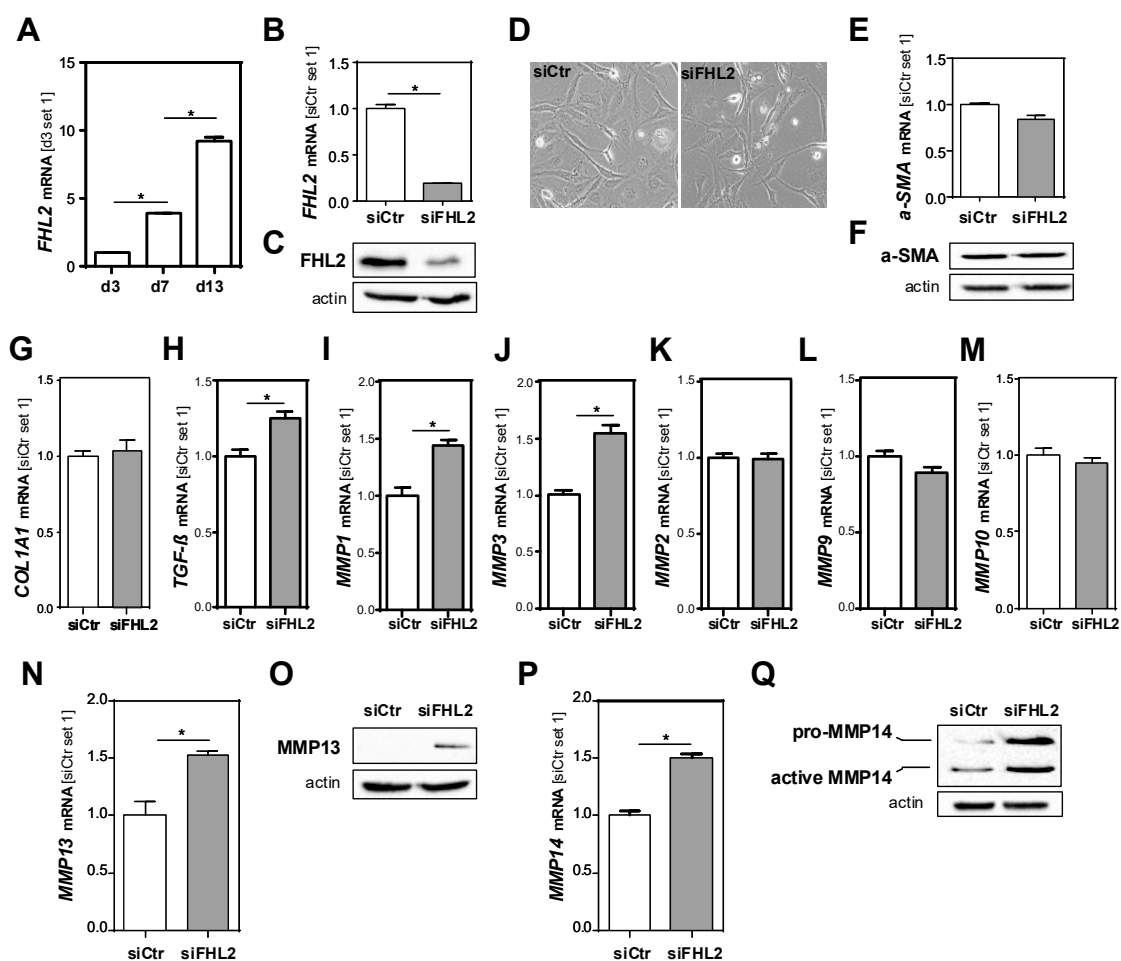 A
FHL2 mRNA [d3 set 1]
15
10
5
0
*
*
d3 d7 d13
B
FHL2 mRNA [siCtr set 1]
1.5
1.0
0.5
0.0
*
siCtr siFHL2
C
FHL2
actin
D
siCtr siFHL2
E
a-SMA mRNA [siCtr set 1]
1.5
1.0
0.5
0.0
siCtr siFHL2
F
a-SMA
actin
G
COL1A1 mRNA [siCtr set 1]
1.5
1.0
0.5
0.0
siCtr siFHL2
H
TGF-ß mRNA [siCtr set 1]
1.5
1.0
0.5
0.0
*
siCtr siFHL2
I
MMP1 mRNA [siCtr set 1]
2.0
1.5
1.0
0.5
0.0
*
siCtr siFHL2
J
MMP3 mRNA [siCtr set 1]
2.0
1.5
1.0
0.5
0.0
*
siCtr siFHL2
K
MMP2 mRNA [siCtr set 1]
1.5
1.0
0.5
0.0
siCtr siFHL2
L
MMP9 mRNA [siCtr set 1]
1.5
1.0
0.5
0.0
siCtr siFHL2
M
MMP10 mRNA [siCtr set 1]
1.5
1.0
0.5
0.0
siCtr siFHL2
N
MMP13 mRNA [siCtr set 1]
2.0
1.5
1.0
0.5
0.0
*
siCtr siFHL2
O
siCtr siFHL2
MMP13
actin
P
MMP14 mRNA [siCtr set 1]
2.0
1.5
1.0
0.5
0.0
*
siCtr siFHL2
Q
siCtr siFHL2
pro-MMP14
active MMP14
actin